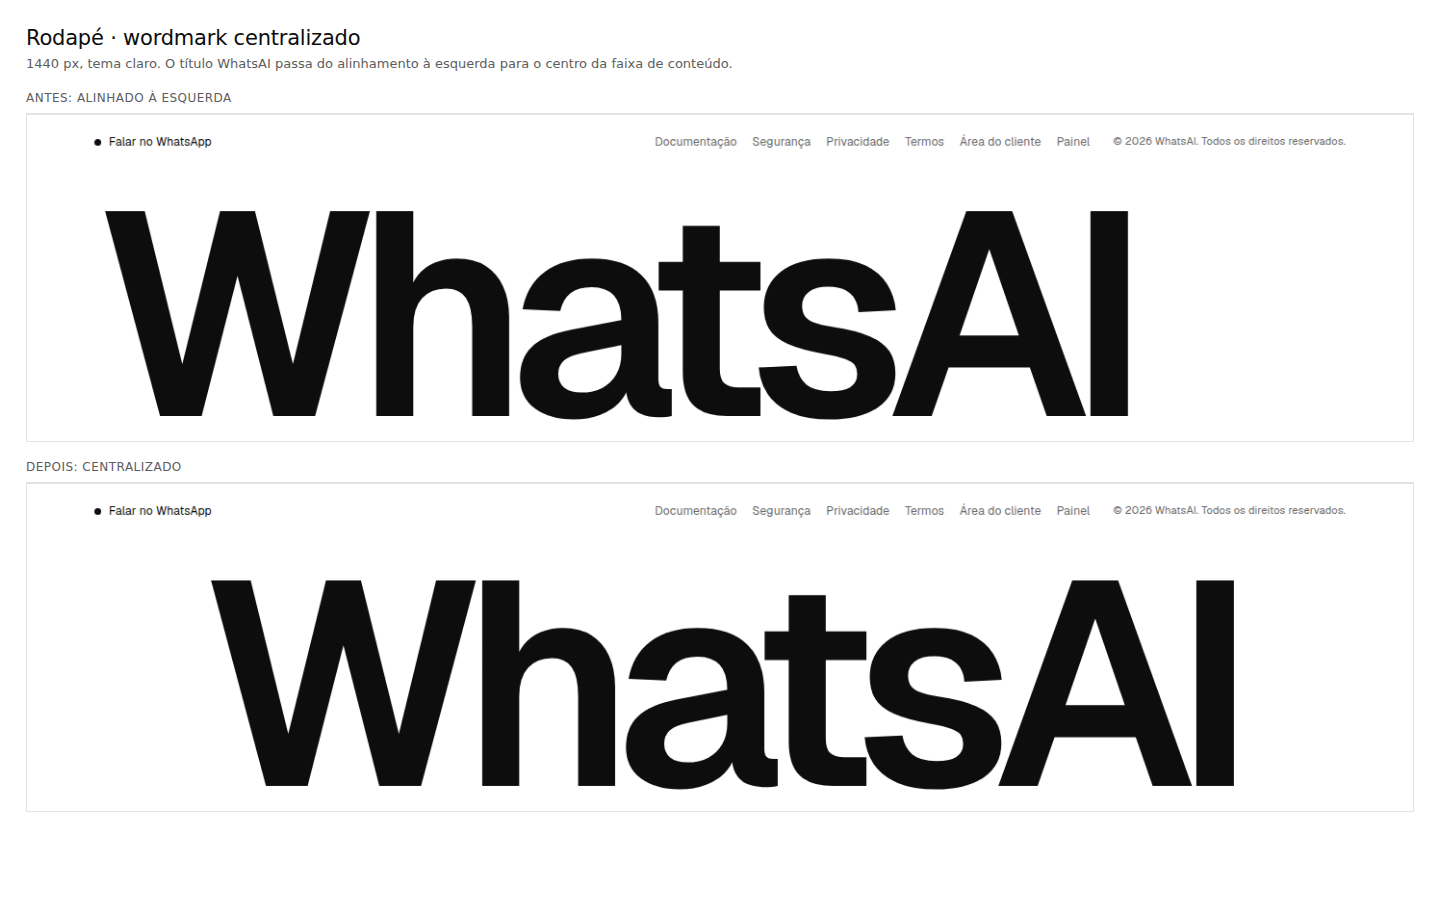 Rodapé · wordmark centralizado
1440 px, tema claro. O título WhatsAI passa do alinhamento à esquerda para o centro da faixa de conteúdo.
ANTES: ALINHADO À ESQUERDA
Falar no WhatsApp Documentação Segurança Privacidade Termos Área do cliente Painel © 2026 WhatsAI. Todos os direitos reservados.
WhatsAI
DEPOIS: CENTRALIZADO
Falar no WhatsApp Documentação Segurança Privacidade Termos Área do cliente Painel © 2026 WhatsAI. Todos os direitos reservados.
WhatsAI